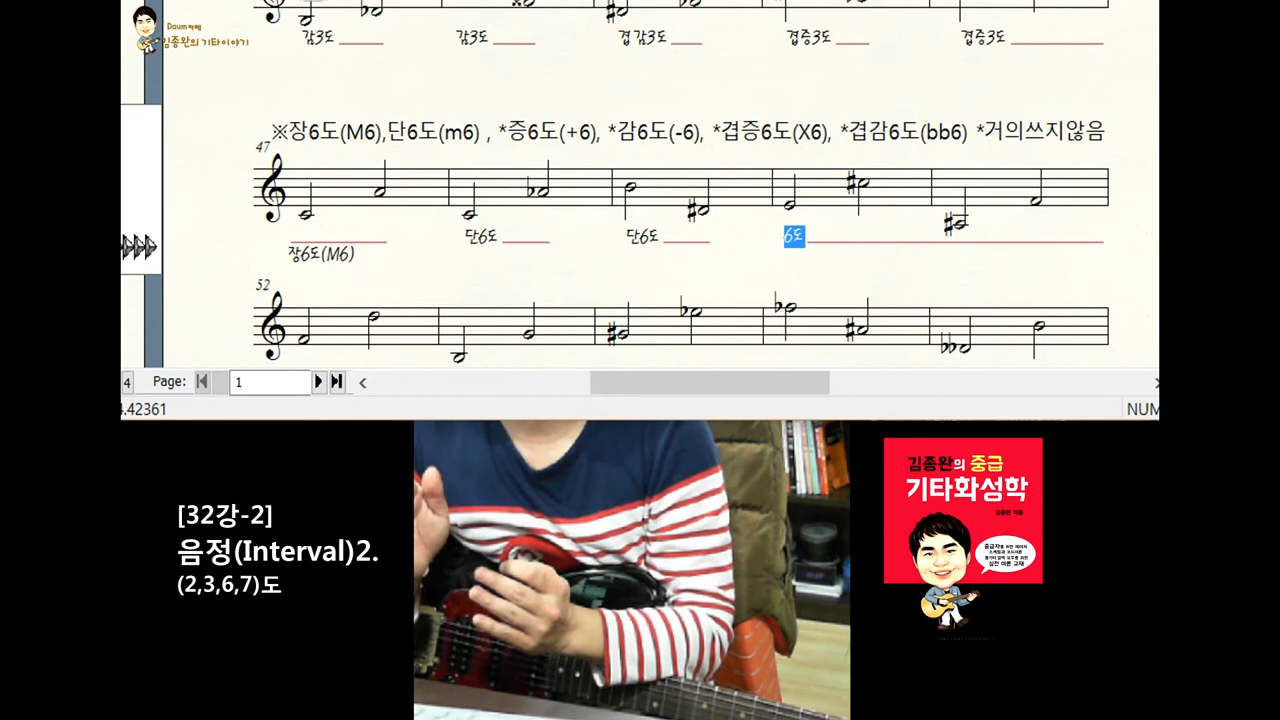 Daum카페
김종완의 기타이야기
감3도
감3도
겹감3도
겹증3도
겹증3도
※장6도(M6),단6도(m6) , *증6도(+6), *감6도(-6), *겹증6도(X6), *겹감6도(bb6) *거의쓰지않음
47
단6도
단6도
6도
장6도(M6)
52
4
Page:
1
4.42361
NUM
[32강-2]
음정(Interval)2.
(2,3,6,7)도
김종완의 중급
기타화성학
김종완 지음